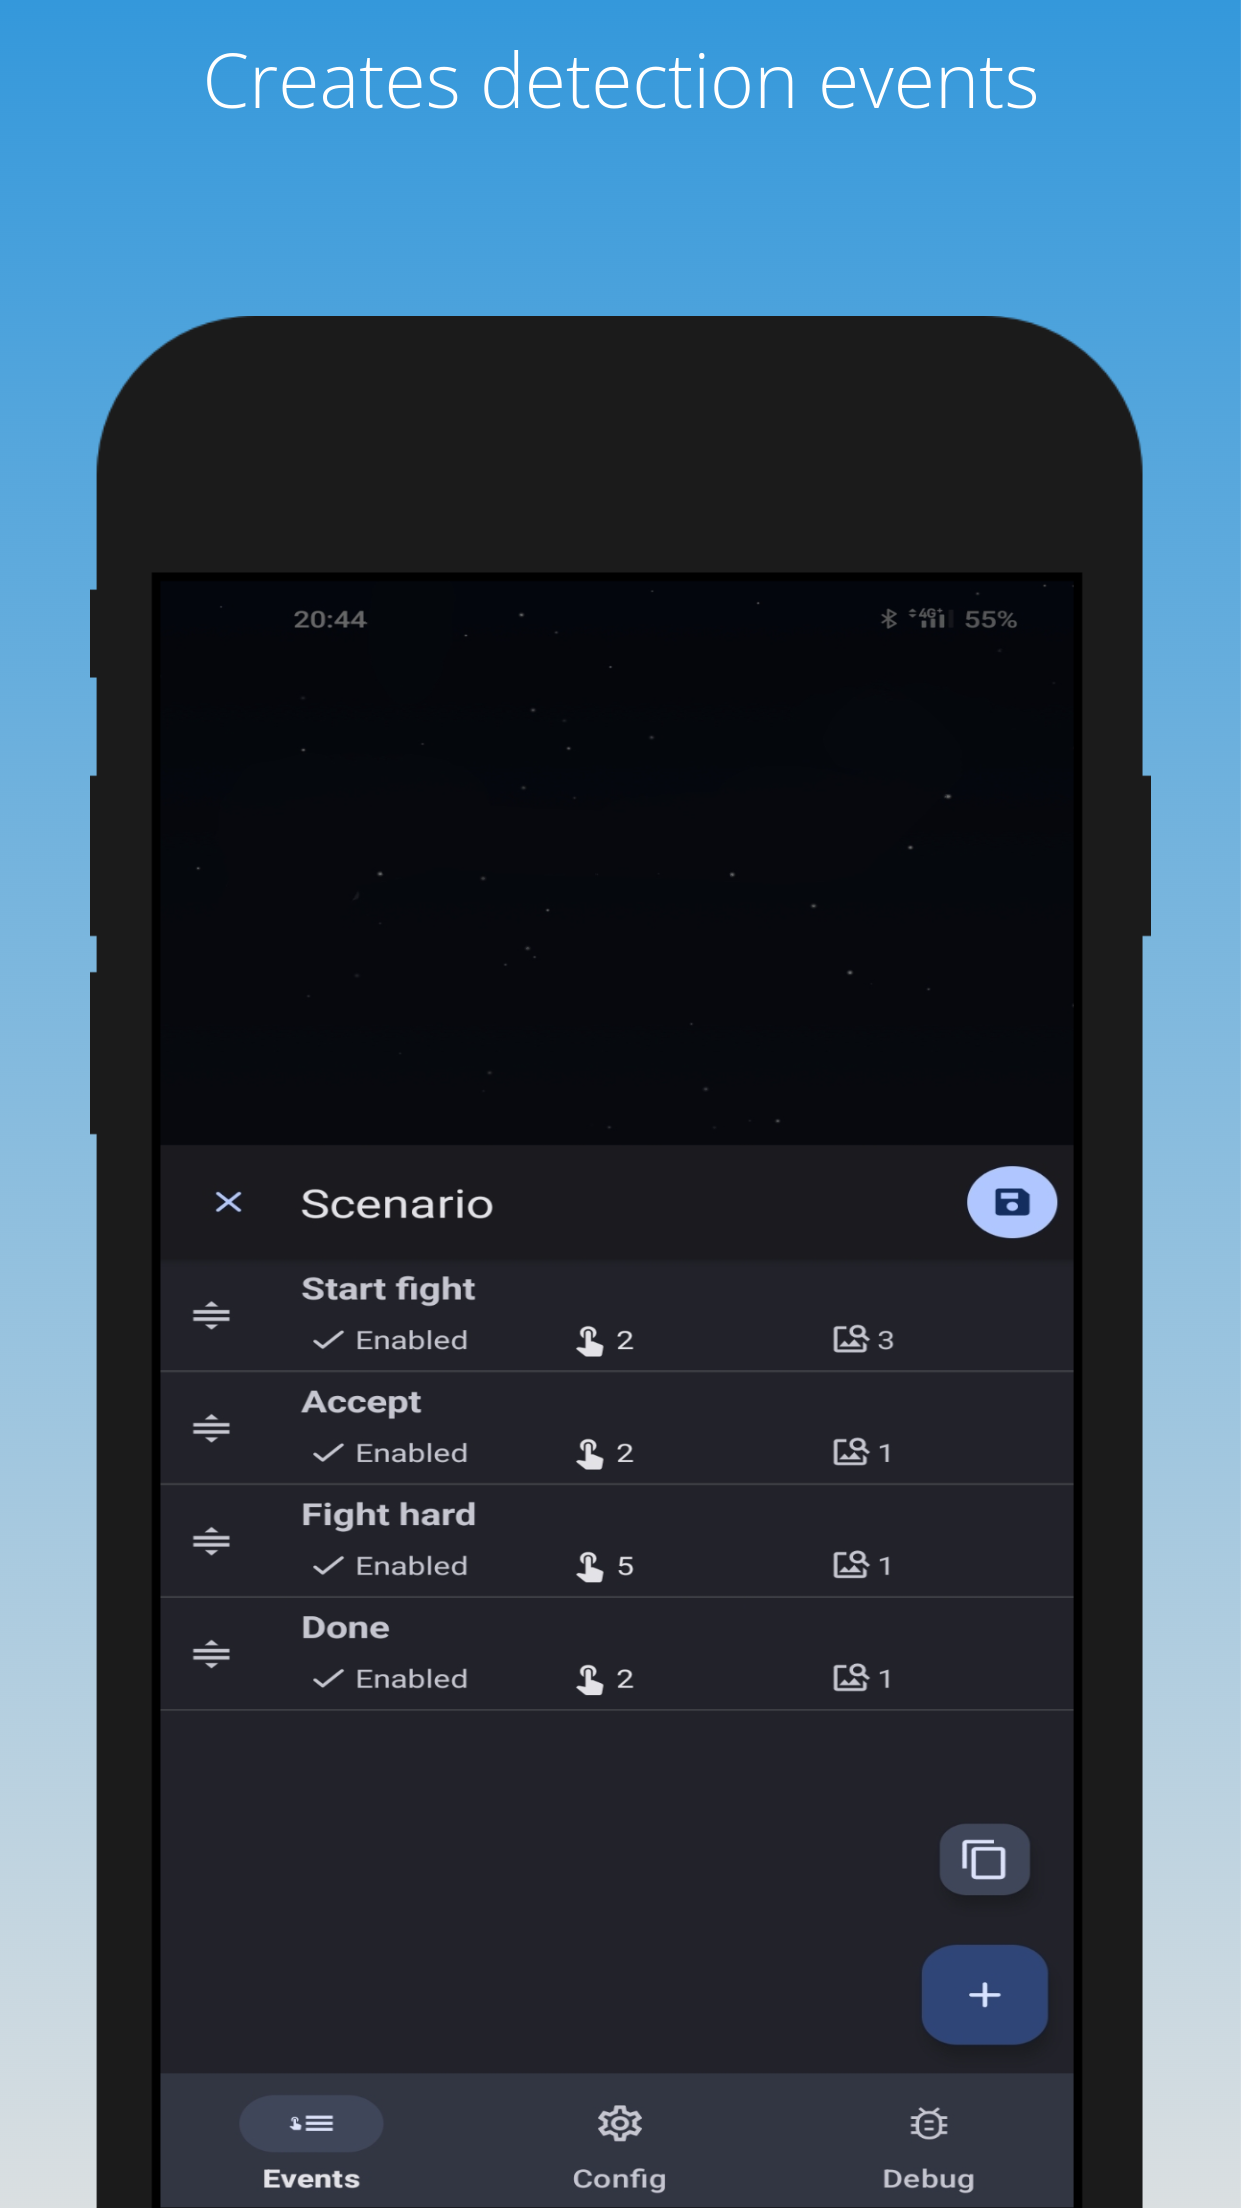 Creates detection events
20:44 4G+ 55%
Scenario
Start fight
Enabled 2 3
Accept
Enabled 2 1
Fight hard
Enabled 5 1
Done
Enabled 2 1
Events Config Debug